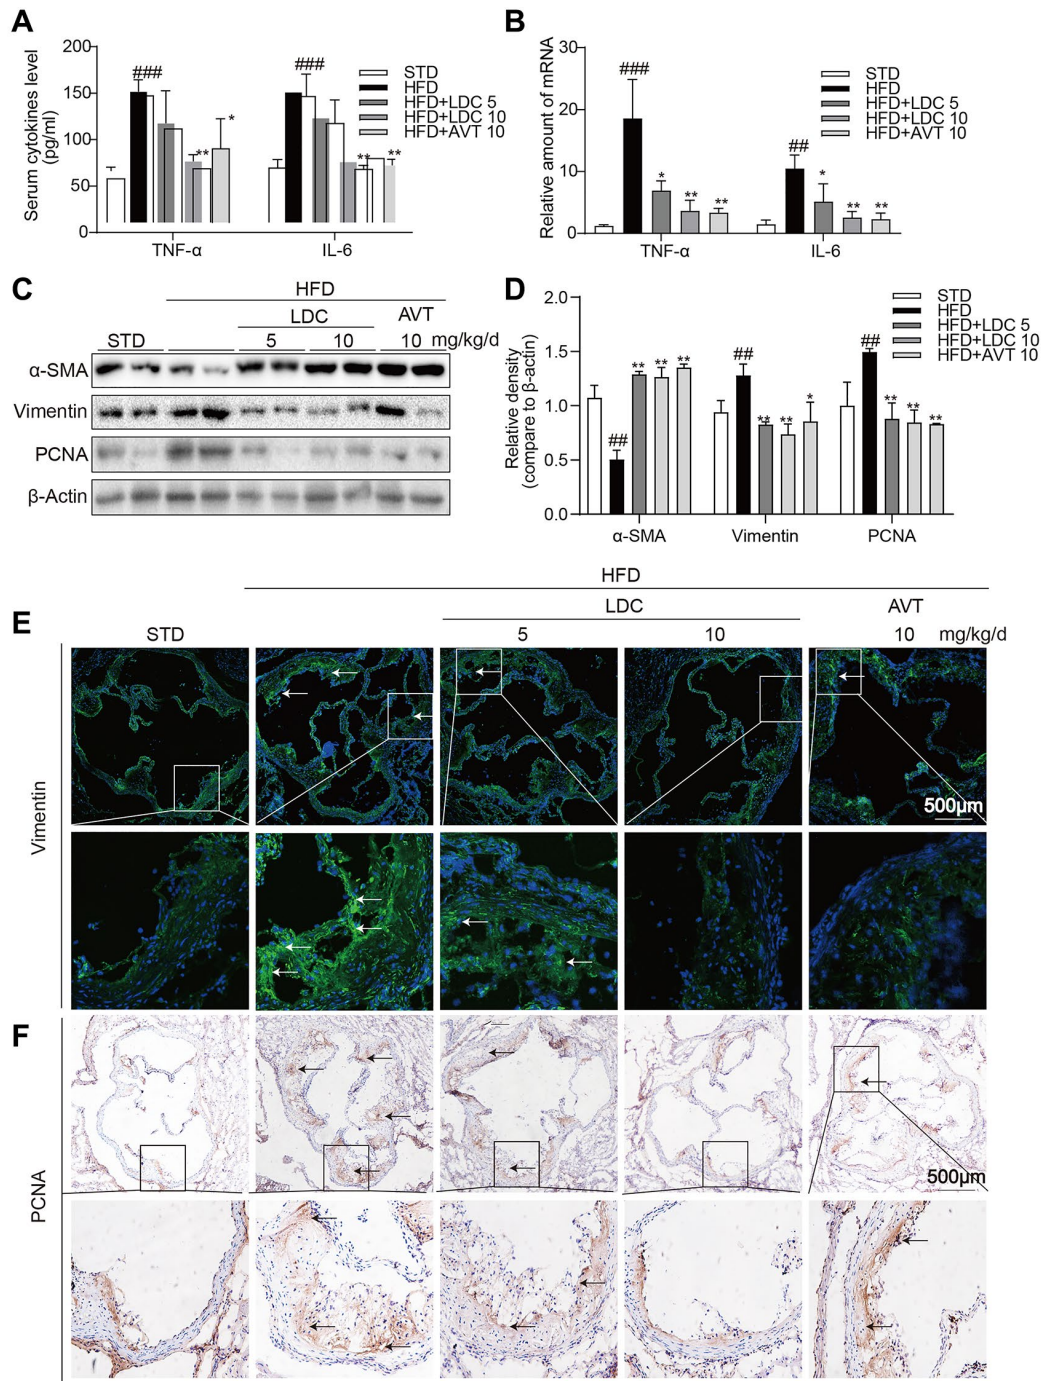 A
Serum cytokines level
(pg/ml)
200
150
100
50
0
###
**
*
###
**
**
TNF-α
IL-6
STD
HFD
HFD+LDC 5
HFD+LDC 10
HFD+AVT 10
B
Relative amount of mRNA
30
20
10
0
###
*
**
**
##
*
**
**
TNF-α
IL-6
STD
HFD
HFD+LDC 5
HFD+LDC 10
HFD+AVT 10
C
HFD
LDC
AVT
STD
5
10
10 mg/kg/d
α-SMA
Vimentin
PCNA
β-Actin
D
Relative density
(compare to β-actin)
2.0
1.5
1.0
0.5
0.0
##
**
**
**
##
**
**
*
##
**
**
**
α-SMA
Vimentin
PCNA
STD
HFD
HFD+LDC 5
HFD+LDC 10
HFD+AVT 10
HFD
E
LDC
AVT
STD
5
10
10
mg/kg/d
Vimentin
500μm
F
PCNA
500μm